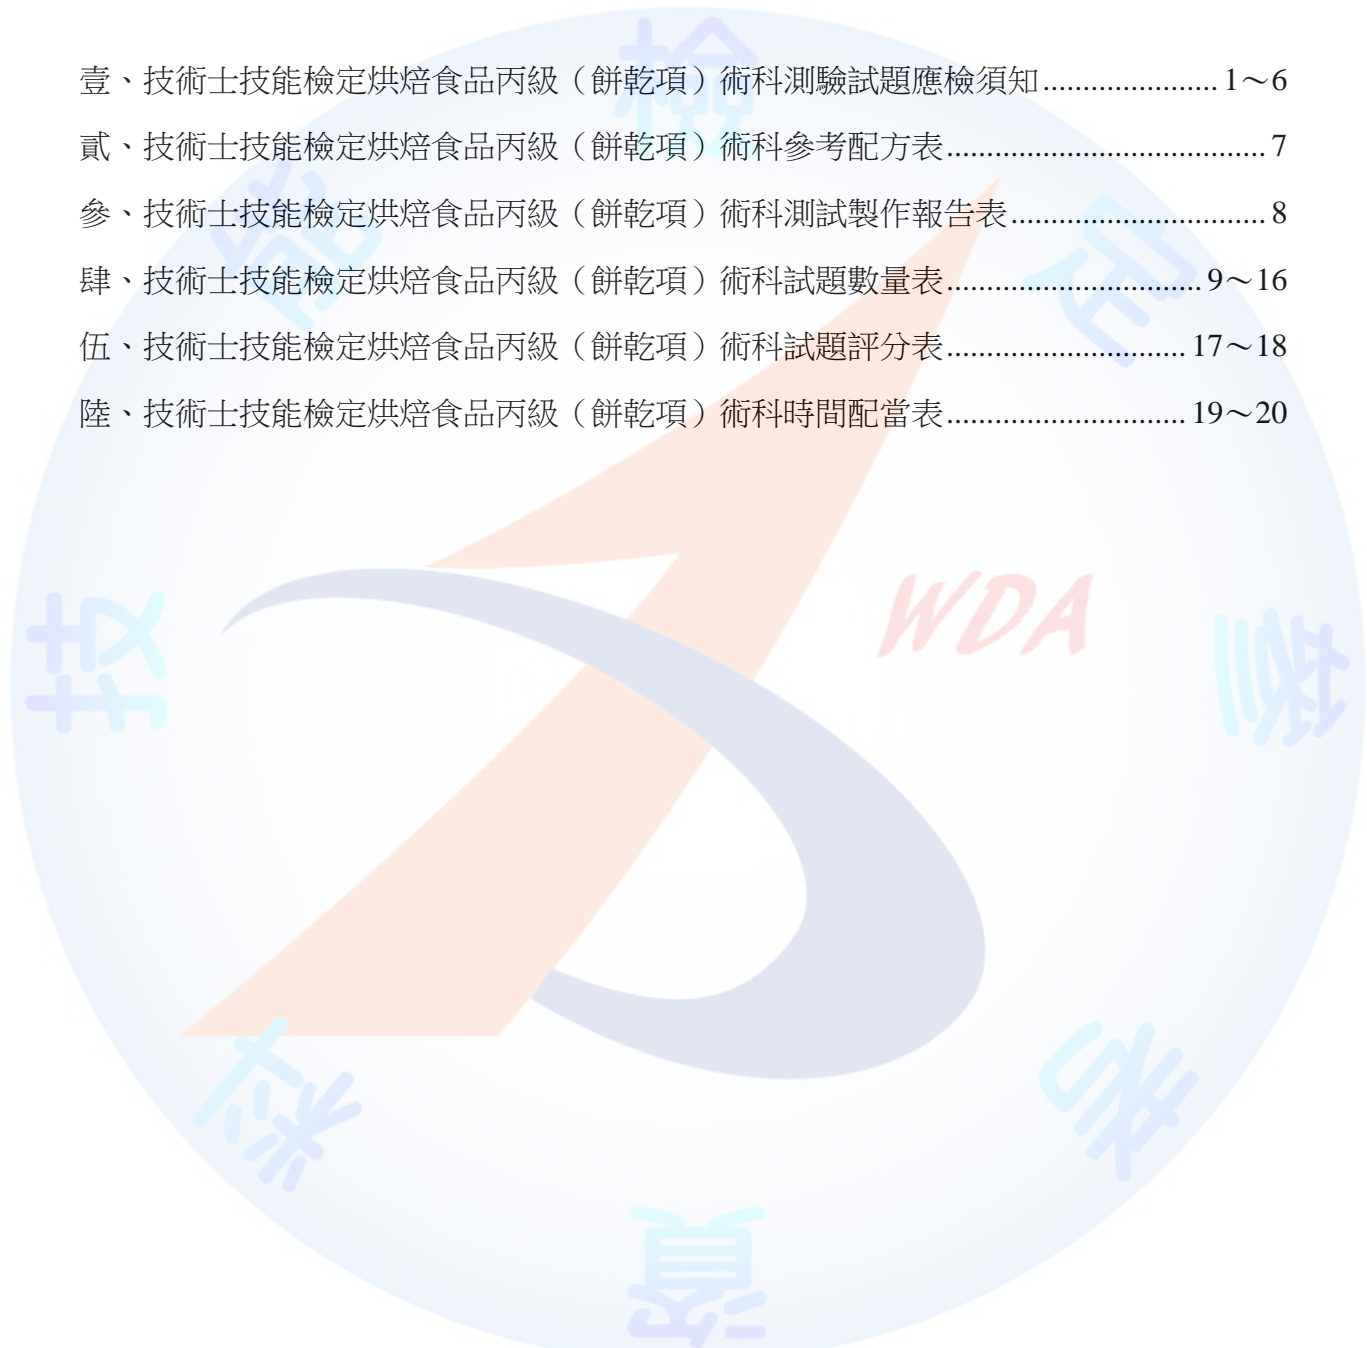 壹、技術士技能檢定烘焙食品丙級（餅乾項）術科測驗試題應檢須知...................... 1～6
貳、技術士技能檢定烘焙食品丙級（餅乾項）術科參考配方表........................................ 7
參、技術士技能檢定烘焙食品丙級（餅乾項）術科測試製作報告表................................ 8
肆、技術士技能檢定烘焙食品丙級（餅乾項）術科試題數量表................................ 9～16
伍、技術士技能檢定烘焙食品丙級（餅乾項）術科試題評分表.............................. 17～18
陸、技術士技能檢定烘焙食品丙級（餅乾項）術科時間配當表.............................. 19～20
技能檢定參考資料
WDA